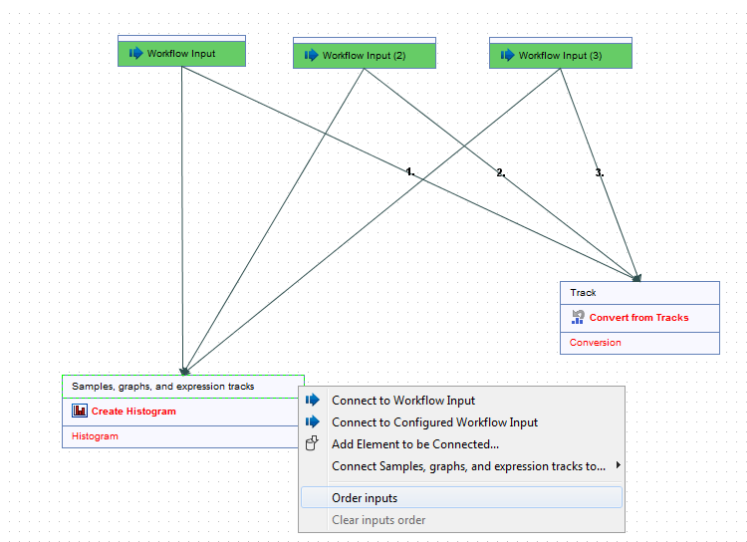 Workflow Input
Workflow Input (2)
Workflow Input (3)
1.
2.
3.
Track
Convert from Tracks
Conversion
Samples, graphs, and expression tracks
Create Histogram
Histogram
Connect to Workflow Input
Connect to Configured Workflow Input
Add Element to be Connected...
Connect Samples, graphs, and expression tracks to...
Order inputs
Clear inputs order